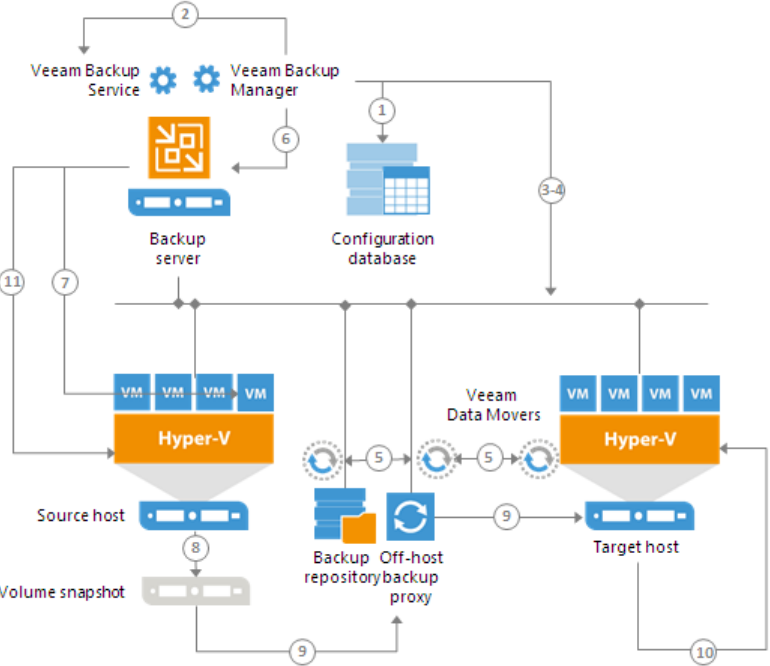 2
Veeam Backup
Service
Veeam Backup
Manager
1
6
3-4
Backup
server
Configuration
database
11
7
VM VM VM VM
Hyper-V
Veeam
Data Movers
VM VM VM VM
Hyper-V
5
5
Source host
8
9
Target host
Backup
repository
Off-host
backup
proxy
Volume snapshot
9
10